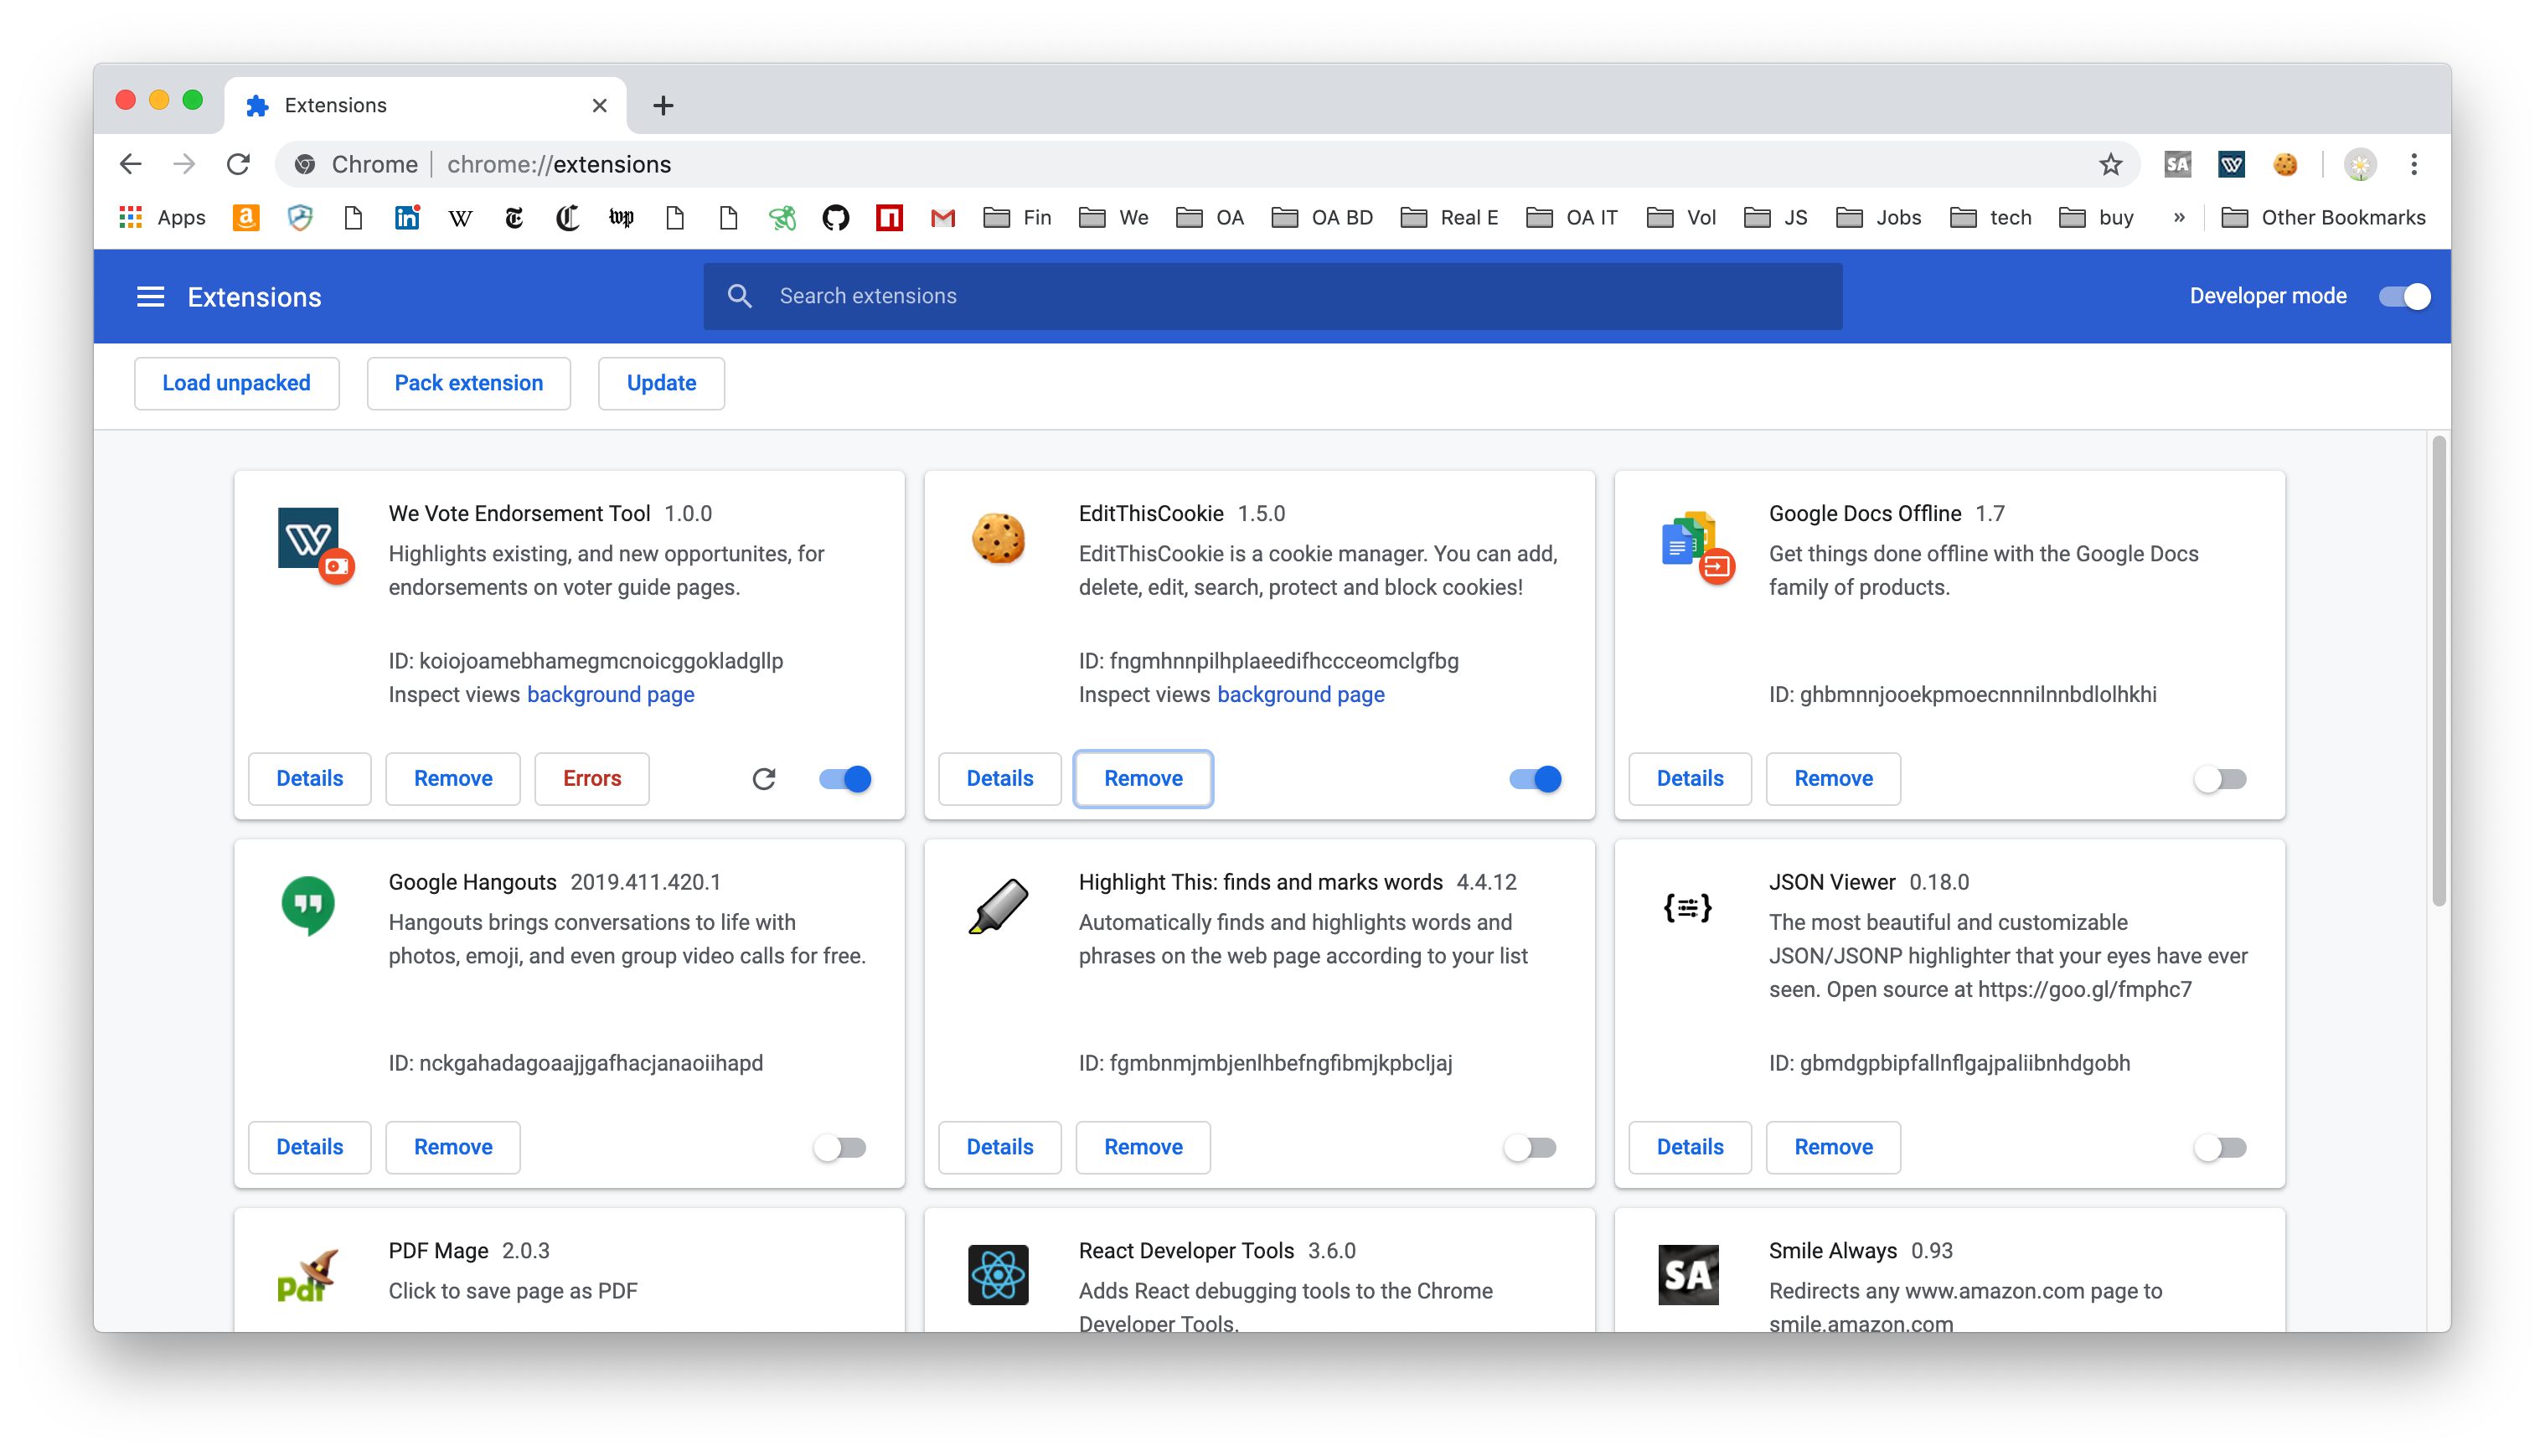 Extensions
Chrome chrome://extensions
SA
Apps Fin We OA OA BD Real E OA IT Vol JS Jobs tech buy » Other Bookmarks
Extensions Search extensions Developer mode
Load unpacked Pack extension Update
We Vote Endorsement Tool 1.0.0
Highlights existing, and new opportunites, for
endorsements on voter guide pages.
ID: koiojoamebhamegmcnoicggokladgllp
Inspect views background page
Details Remove Errors
EditThisCookie 1.5.0
EditThisCookie is a cookie manager. You can add,
delete, edit, search, protect and block cookies!
ID: fngmhnnpilhplaeedifhccceomclgfbg
Inspect views background page
Details Remove
Google Docs Offline 1.7
Get things done offline with the Google Docs
family of products.
ID: ghbmnnjooekpmoecnnnilnnbdlolhkhi
Details Remove
Google Hangouts 2019.411.420.1
Hangouts brings conversations to life with
photos, emoji, and even group video calls for free.
ID: nckgahadagoaajjgafhacjanaoiihapd
Details Remove
Highlight This: finds and marks words 4.4.12
Automatically finds and highlights words and
phrases on the web page according to your list
ID: fgmbnmjmbjenlhbefngfibmjkpbcljaj
Details Remove
JSON Viewer 0.18.0
The most beautiful and customizable
JSON/JSONP highlighter that your eyes have ever
seen. Open source at https://goo.gl/fmphc7
ID: gbmdgpbipfallnflgajpaliibnhdgobh
Details Remove
Pdf
PDF Mage 2.0.3
Click to save page as PDF
React Developer Tools 3.6.0
Adds React debugging tools to the Chrome
Developer Tools.
SA
Smile Always 0.93
Redirects any www.amazon.com page to
smile.amazon.com